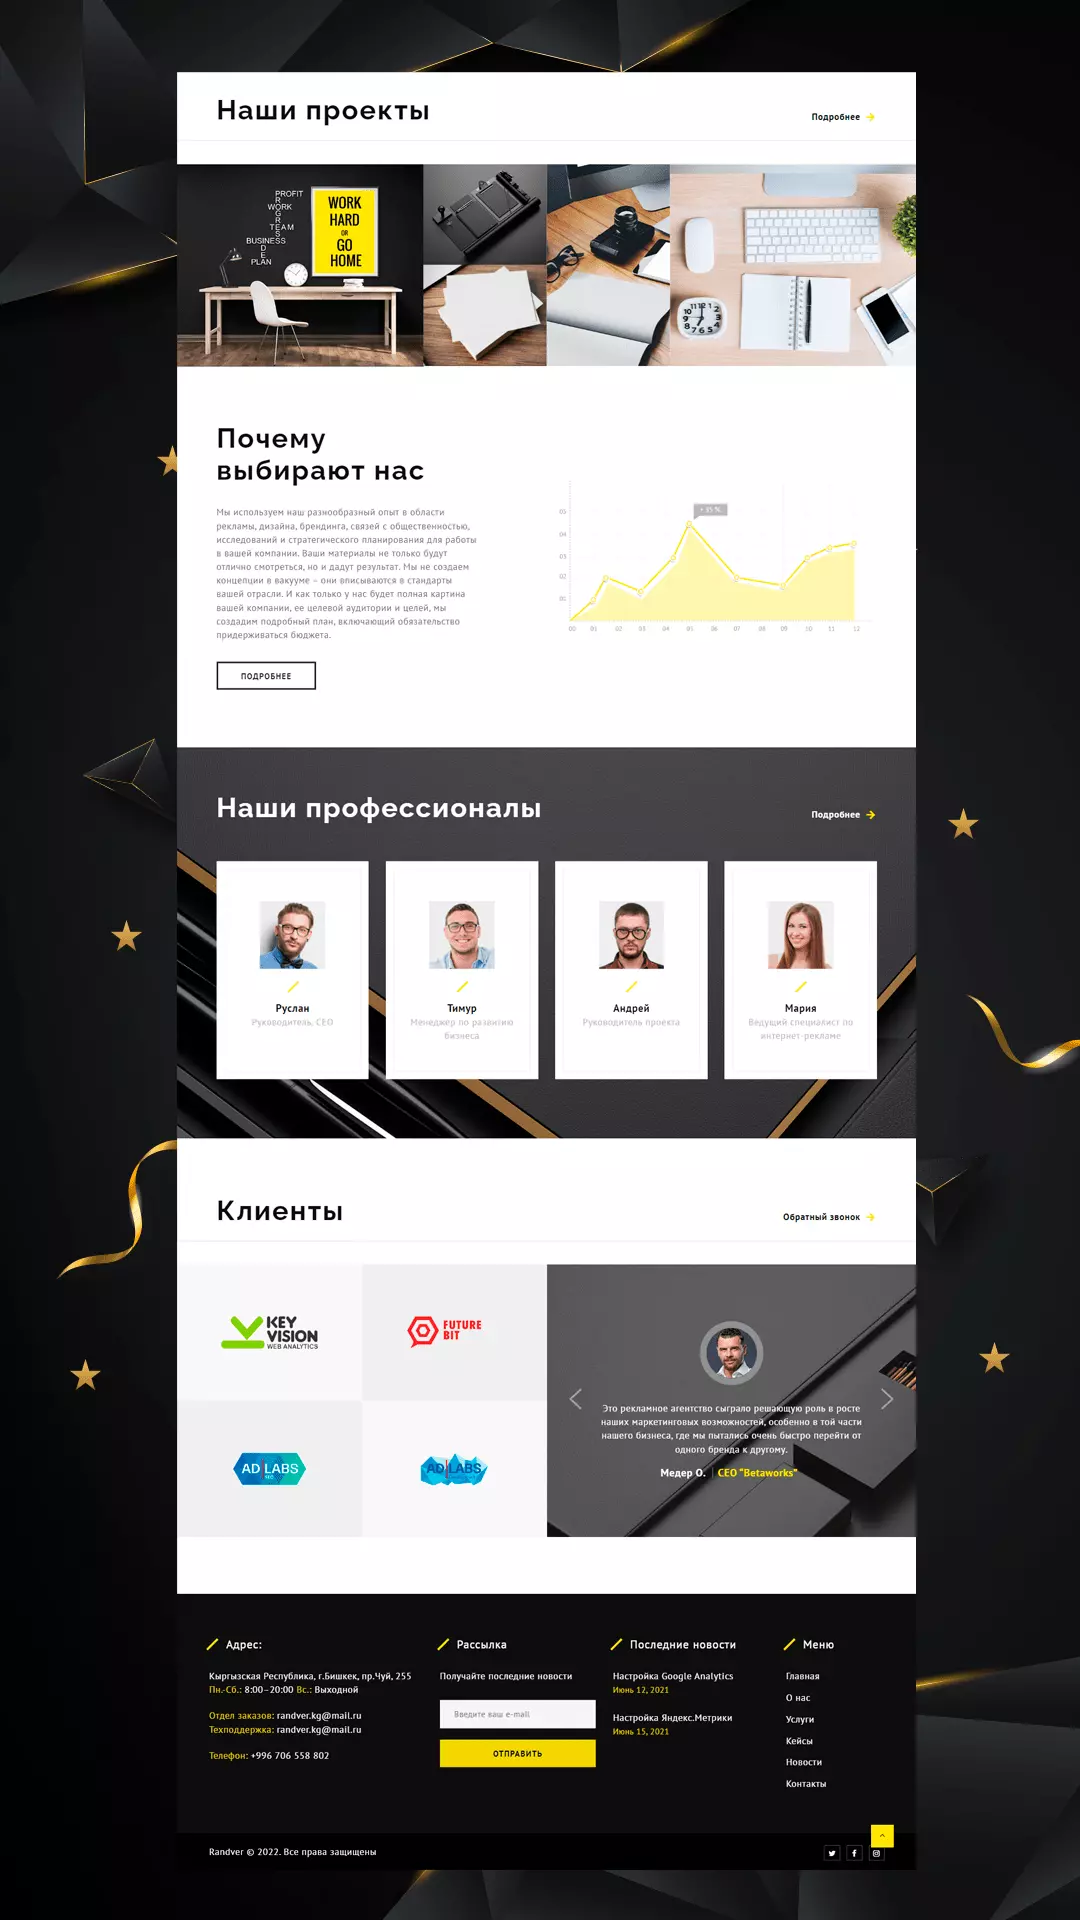 Наши проекты
Подробнее
PROFIT
WORK
TEAM
BUSINESS
PLAN
WORK
HARD
OR
GO
HOME
Почему
выбирают нас
Мы используем наш разнообразный опыт в области
рекламы, дизайна, брендинга, связей с общественностью,
исследований и стратегического планирования для работы
в вашей компании. Ваши материалы не только будут
отлично смотреться, но и дадут результат. Мы не создаем
концепции в вакууме – они вписываются в стандарты
вашей отрасли. И как только у нас будет полная картина
вашей компании, ее целевой аудитории и целей, мы
создадим подробный план, включающий обязательство
придерживаться бюджета.
ПОДРОБНЕЕ
+ 35 %
05
04
03
02
01
00 01 02 03 04 05 06 07 08 09 10 11 12
Наши профессионалы
Подробнее
Руслан
Руководитель, CEO
Тимур
Менеджер по развитию
бизнеса
Андрей
Руководитель проекта
Мария
Ведущий специалист по
интернет-рекламе
Клиенты
Обратный звонок
KEY
VISION
WEB ANALYTICS
FUTURE
BIT
AD|LABS
SEO
AD|LABS
Это рекламное агентство сыграло решающую роль в росте
наших маркетинговых возможностей, особенно в той части
нашего бизнеса, где мы пытались очень быстро перейти от
одного бренда к другому.
Медер О. | CEO "Betaworks"
Адрес:
Кыргызская Республика, г.Бишкек, пр.Чуй, 255
Пн.-Сб.: 8:00–20:00 Вс.: Выходной
Отдел заказов: randver.kg@mail.ru
Техподдержка: randver.kg@mail.ru
Телефон: +996 706 558 802
Рассылка
Получайте последние новости
Введите ваш e-mail
ОТПРАВИТЬ
Последние новости
Настройка Google Analytics
Июнь 12, 2021
Настройка Яндекс.Метрики
Июнь 15, 2021
Меню
Главная
О нас
Услуги
Кейсы
Новости
Контакты
Randver © 2022. Все права защищены